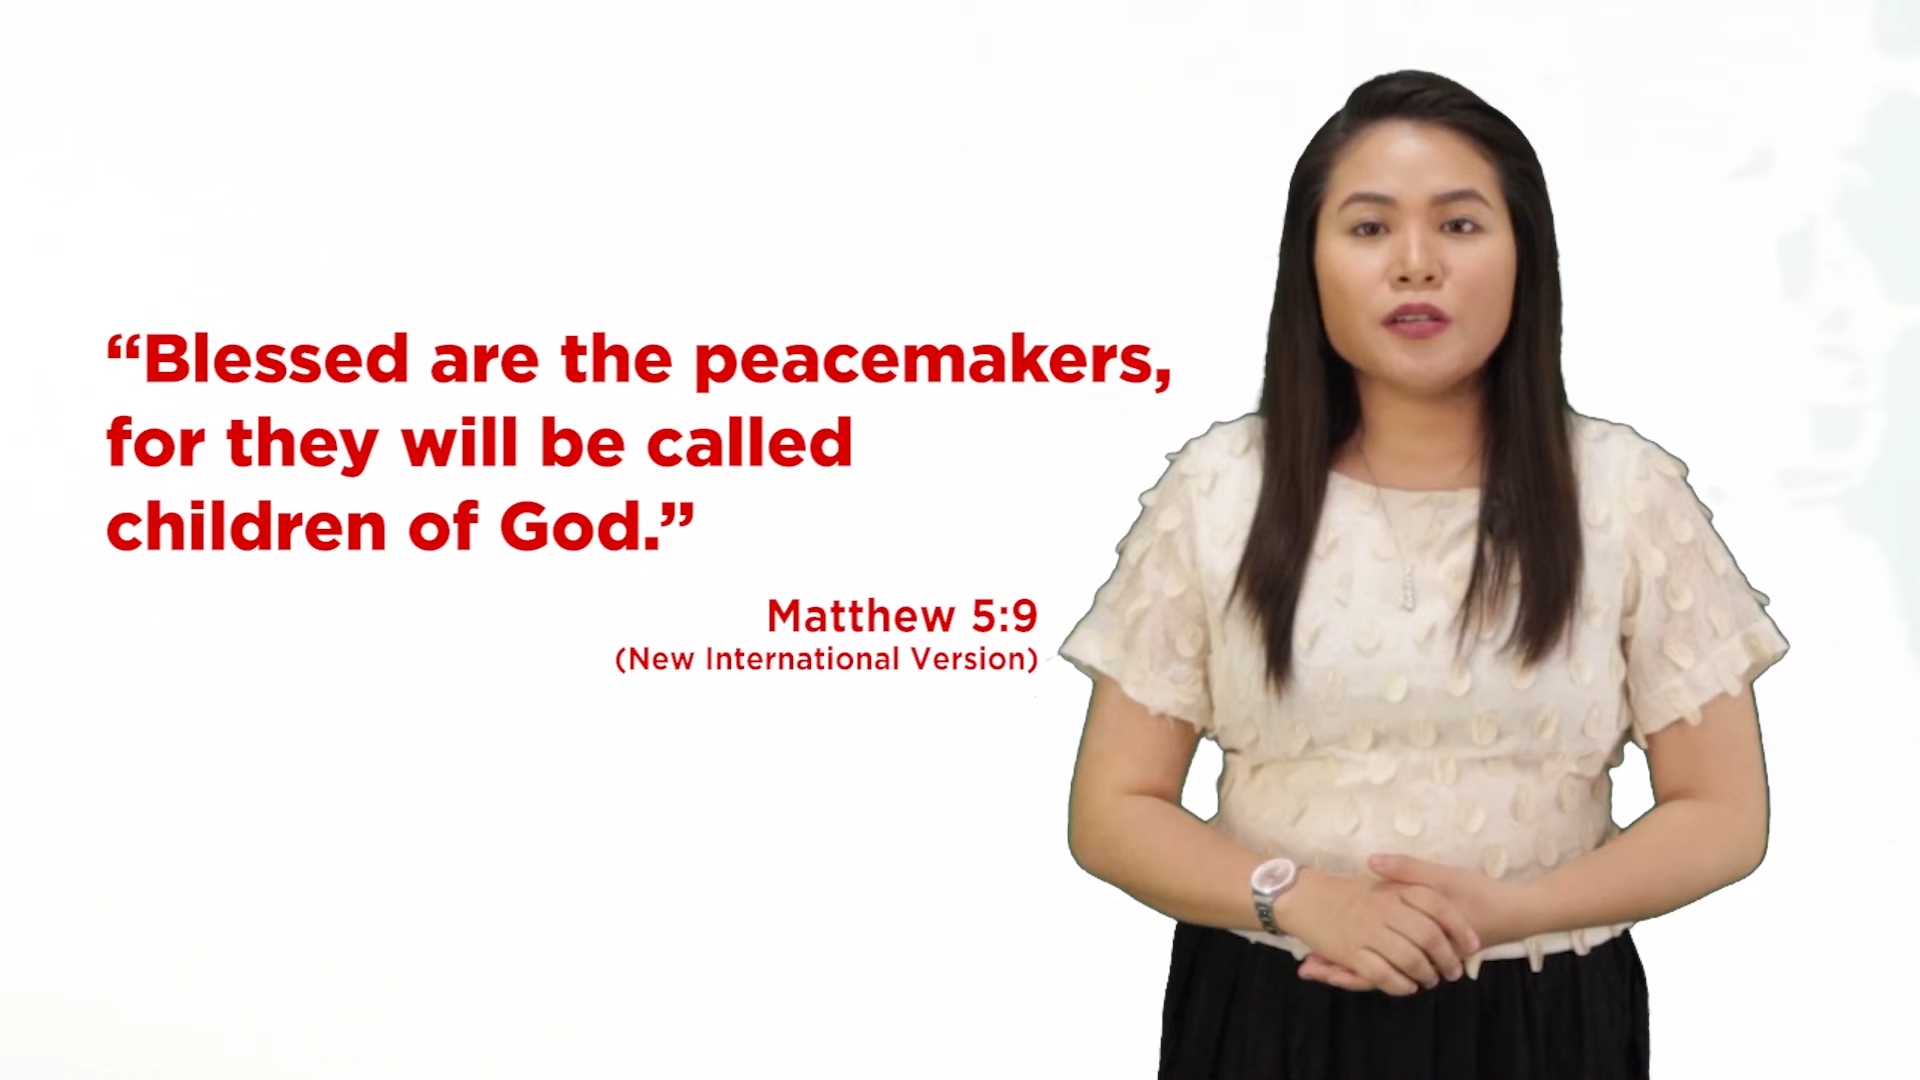 “Blessed are the peacemakers,
for they will be called
children of God.”
Matthew 5:9
(New International Version)